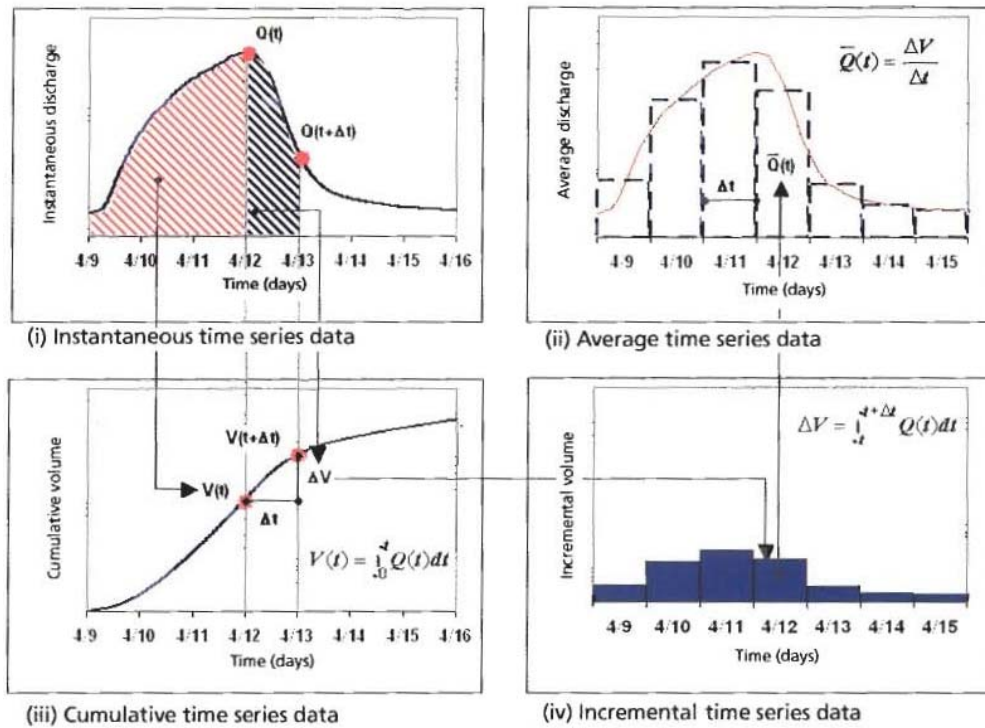 Instantaneous discharge
Q(t)
Q(t+Δt)
4/9 4/10 4/11 4/12 4/13 4/14 4/15 4/16
Time (days)
(i) Instantaneous time series data
Average discharge
Q̅(t) = ΔV/Δt
Q̅(t)
Δt
4/9 4/10 4/11 4/12 4/13 4/14 4/15
Time (days)
(ii) Average time series data
Cumulative volume
V(t+Δt)
V(t)
ΔV
Δt
V(t) = ∫₀ᵗ Q(t)dt
4/9 4/10 4/11 4/12 4/13 4/14 4/15 4/16
Time (days)
(iii) Cumulative time series data
Incremental volume
ΔV = ∫ₜᵗ⁺ᐃᵗ Q(t)dt
4/9 4/10 4/11 4/12 4/13 4/14 4/15
Time (days)
(iv) Incremental time series data